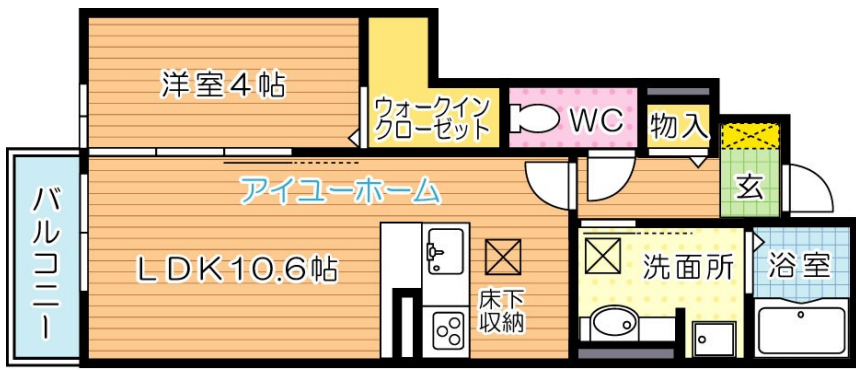 洋室4帖
ウォークイン
クローゼット
WC
物入
玄
アイユーホーム
バルコニー
LDK10.6帖
床下
収納
洗面所
浴室